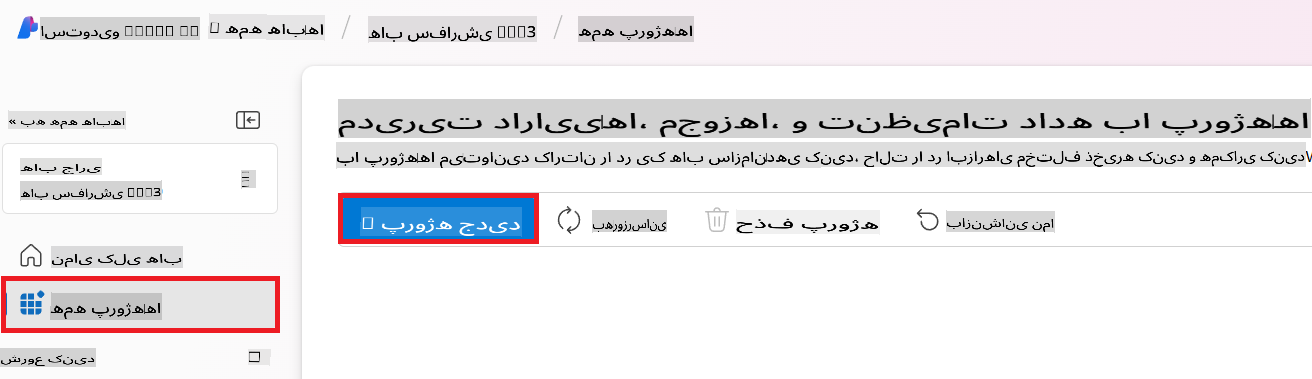 استودیو
همه هاب‌ها / هاب سفارشی 3 / همه پروژه‌ها
« به همه هاب‌ها
هاب جاری
هاب سفارشی 3
نمای کلی هاب
همه پروژه‌ها
شروع کنید
مدیریت دارایی‌ها، مجوزها، و تنظیمات داده با پروژه‌ها
با پروژه‌ها می‌توانید کارتان را در یک هاب سازماندهی کنید، حالت را در ابزارهای مختلف ذخیره کنید و همکاری کنید
پروژه جدید
به‌روزرسانی
حذف پروژه
بازنشانی نما